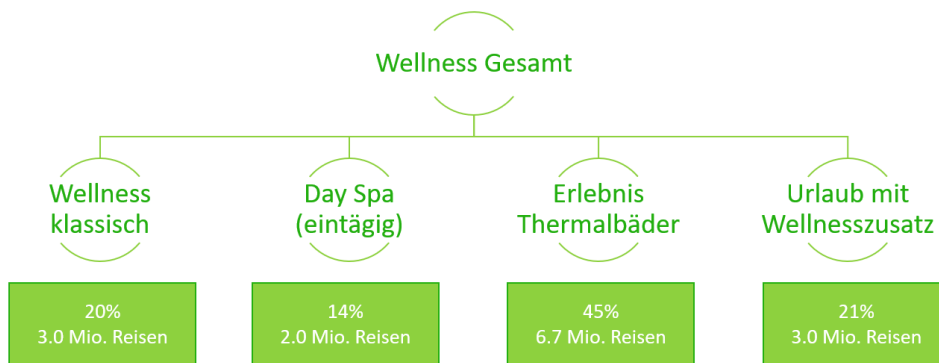 Wellness Gesamt
Wellness
klassisch
Day Spa
(eintägig)
Erlebnis
Thermalbäder
Urlaub mit
Wellnesszusatz
20%
3.0 Mio. Reisen
14%
2.0 Mio. Reisen
45%
6.7 Mio. Reisen
21%
3.0 Mio. Reisen